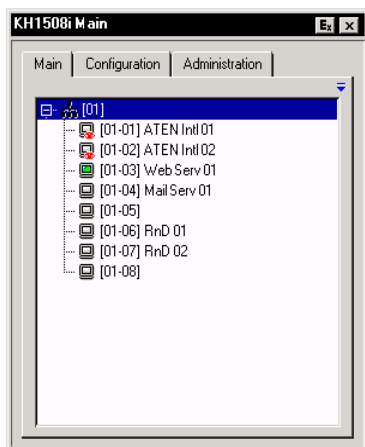 KH1508i Main
Ex
Main Configuration Administration
[01]
[01-01] ATEN Intl 01
[01-02] ATEN Intl 02
[01-03] Web Serv 01
[01-04] Mail Serv 01
[01-05]
[01-06] RnD 01
[01-07] RnD 02
[01-08]